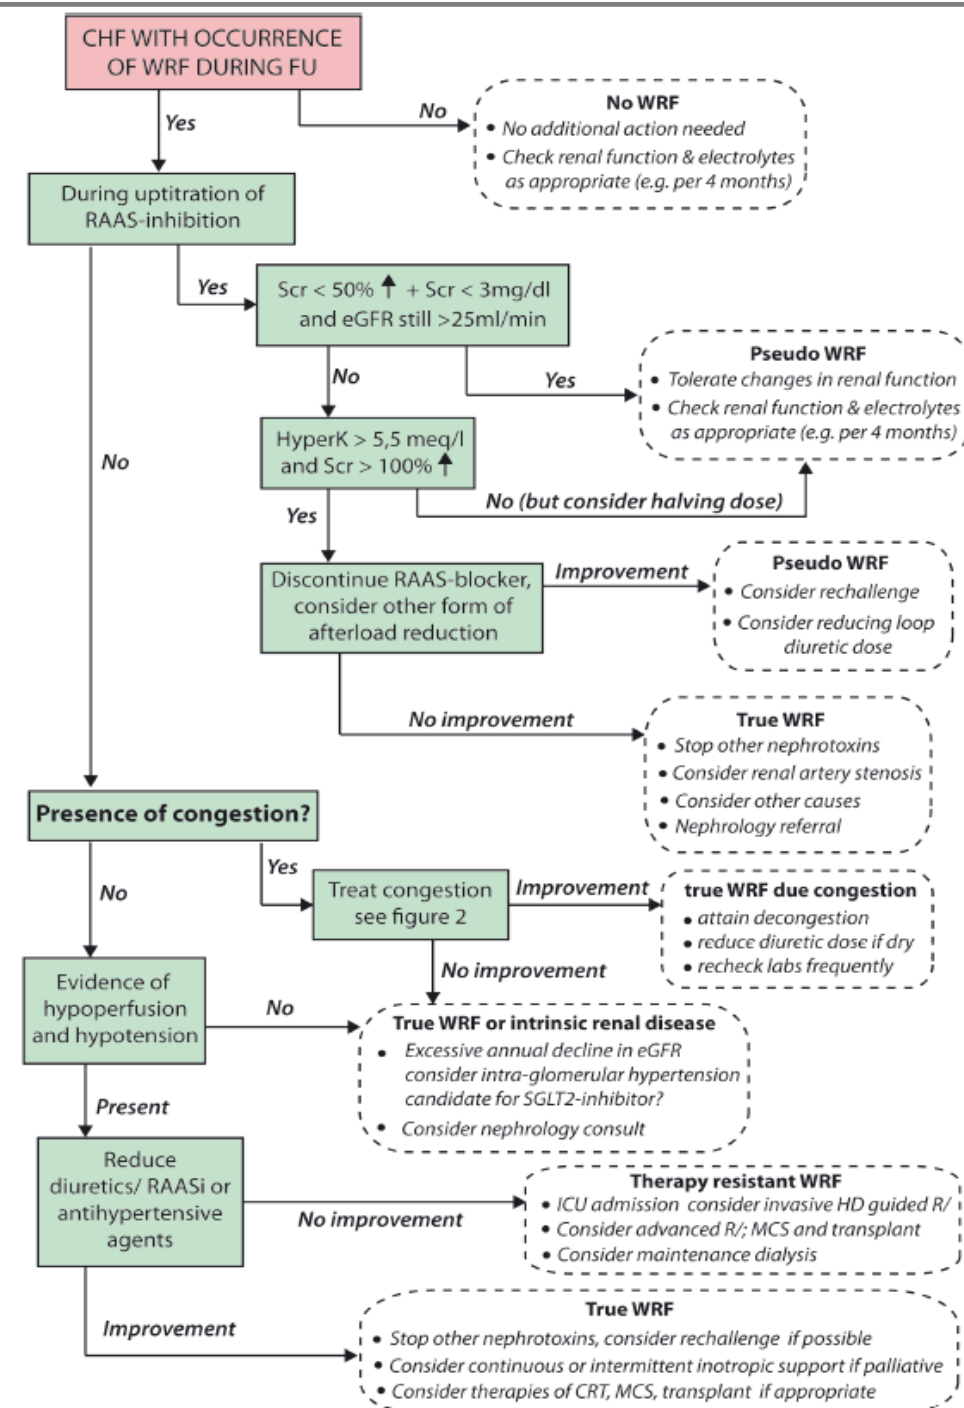 CHF WITH OCCURRENCE
OF WRF DURING FU
No
No WRF
• No additional action needed
• Check renal function & electrolytes
as appropriate (e.g. per 4 months)
Yes
During uptitration of
RAAS-inhibition
Yes
Scr < 50% ↑ + Scr < 3mg/dl
and eGFR still >25ml/min
No
Yes
Pseudo WRF
• Tolerate changes in renal function
• Check renal function & electrolytes
as appropriate (e.g. per 4 months)
No
HyperK > 5,5 meq/l
and Scr > 100% ↑
No (but consider halving dose)
Yes
Discontinue RAAS-blocker,
consider other form of
afterload reduction
Improvement
Pseudo WRF
• Consider rechallenge
• Consider reducing loop
diuretic dose
No improvement
True WRF
• Stop other nephrotoxins
• Consider renal artery stenosis
• Consider other causes
• Nephrology referral
Presence of congestion?
Yes
No
Treat congestion
see figure 2
Improvement
true WRF due congestion
• attain decongestion
• reduce diuretic dose if dry
• recheck labs frequently
No improvement
Evidence of
hypoperfusion
and hypotension
No
True WRF or intrinsic renal disease
• Excessive annual decline in eGFR
consider intra-glomerular hypertension
candidate for SGLT2-inhibitor?
• Consider nephrology consult
Present
Reduce
diuretics/ RAASi or
antihypertensive
agents
No improvement
Therapy resistant WRF
• ICU admission consider invasive HD guided R/
• Consider advanced R/; MCS and transplant
• Consider maintenance dialysis
Improvement
True WRF
• Stop other nephrotoxins, consider rechallenge if possible
• Consider continuous or intermittent inotropic support if palliative
• Consider therapies of CRT, MCS, transplant if appropriate